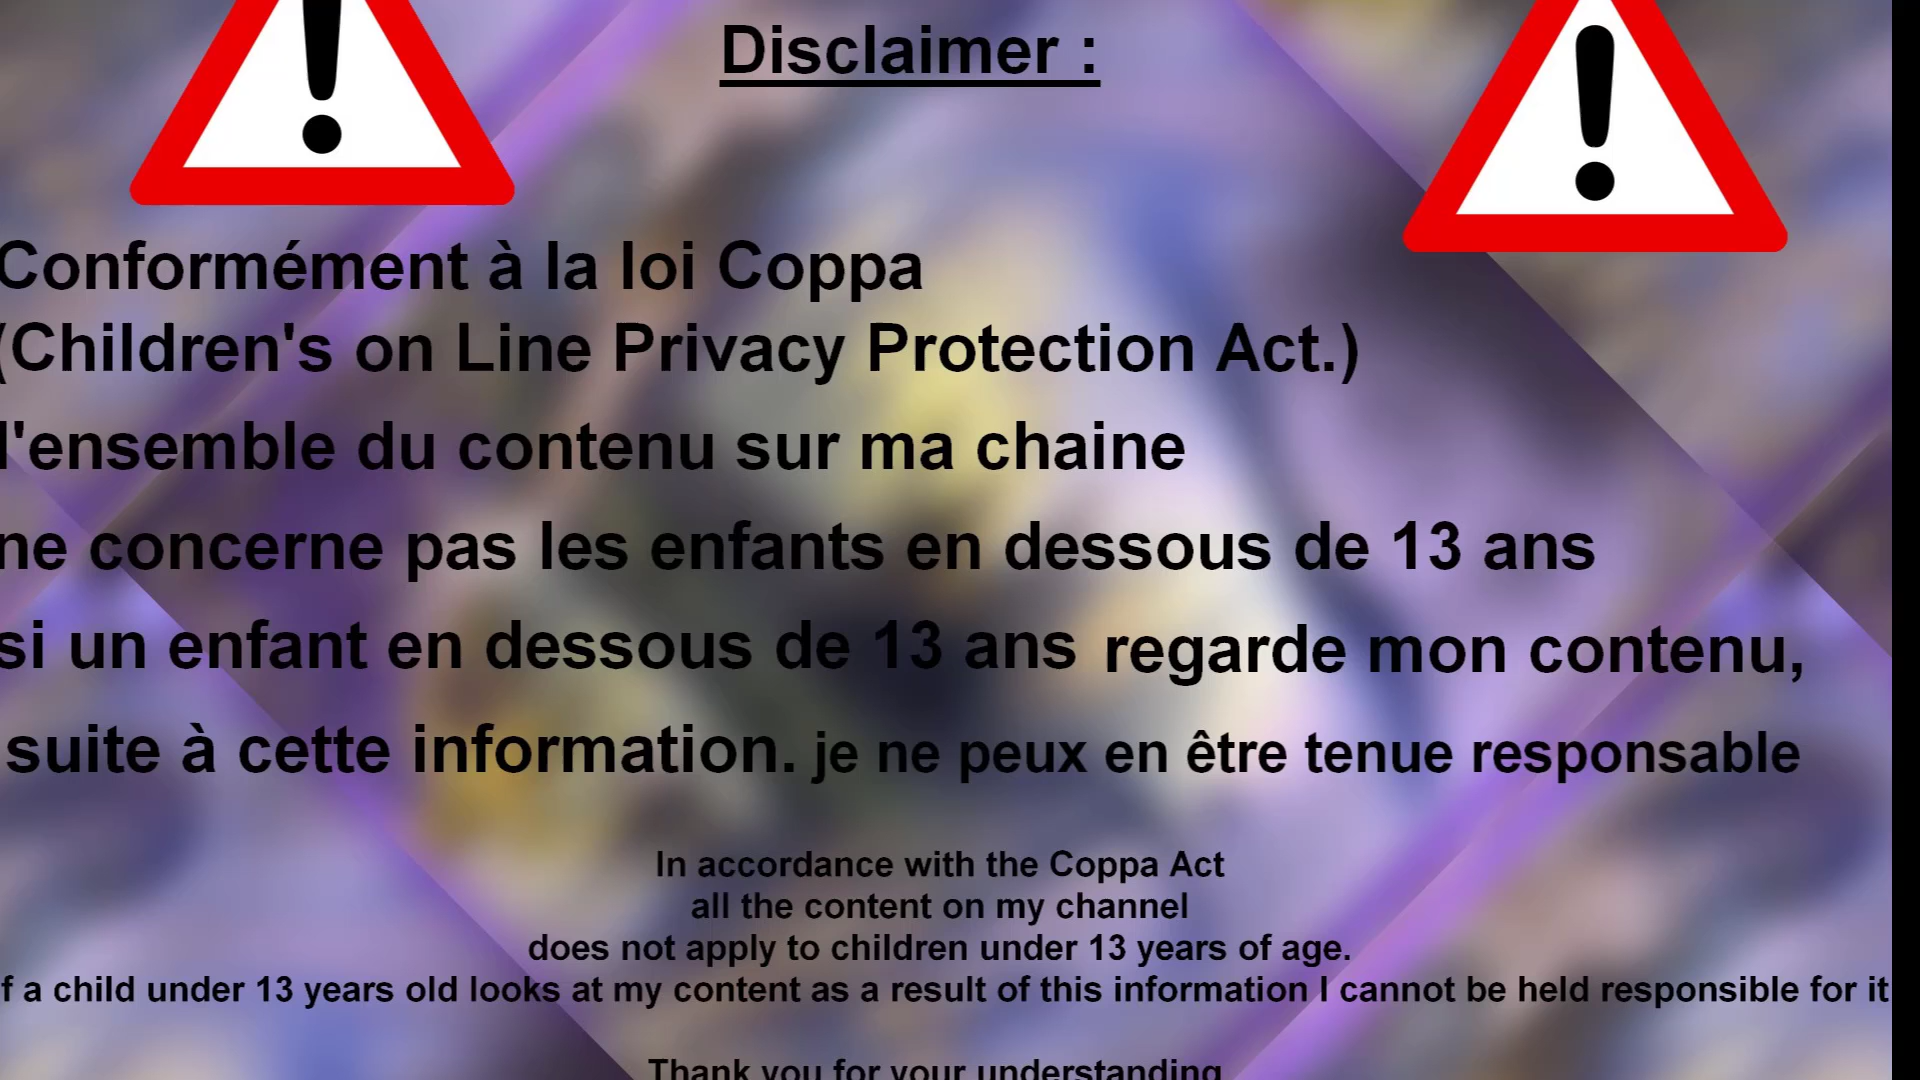 Disclaimer :
Conformément à la loi Coppa
(Children's on Line Privacy Protection Act.)
l'ensemble du contenu sur ma chaine
ne concerne pas les enfants en dessous de 13 ans
si un enfant en dessous de 13 ans regarde mon contenu,
suite à cette information. je ne peux en être tenue responsable
In accordance with the Coppa Act
all the content on my channel
does not apply to children under 13 years of age.
f a child under 13 years old looks at my content as a result of this information I cannot be held responsible for it
Thank you for your understanding